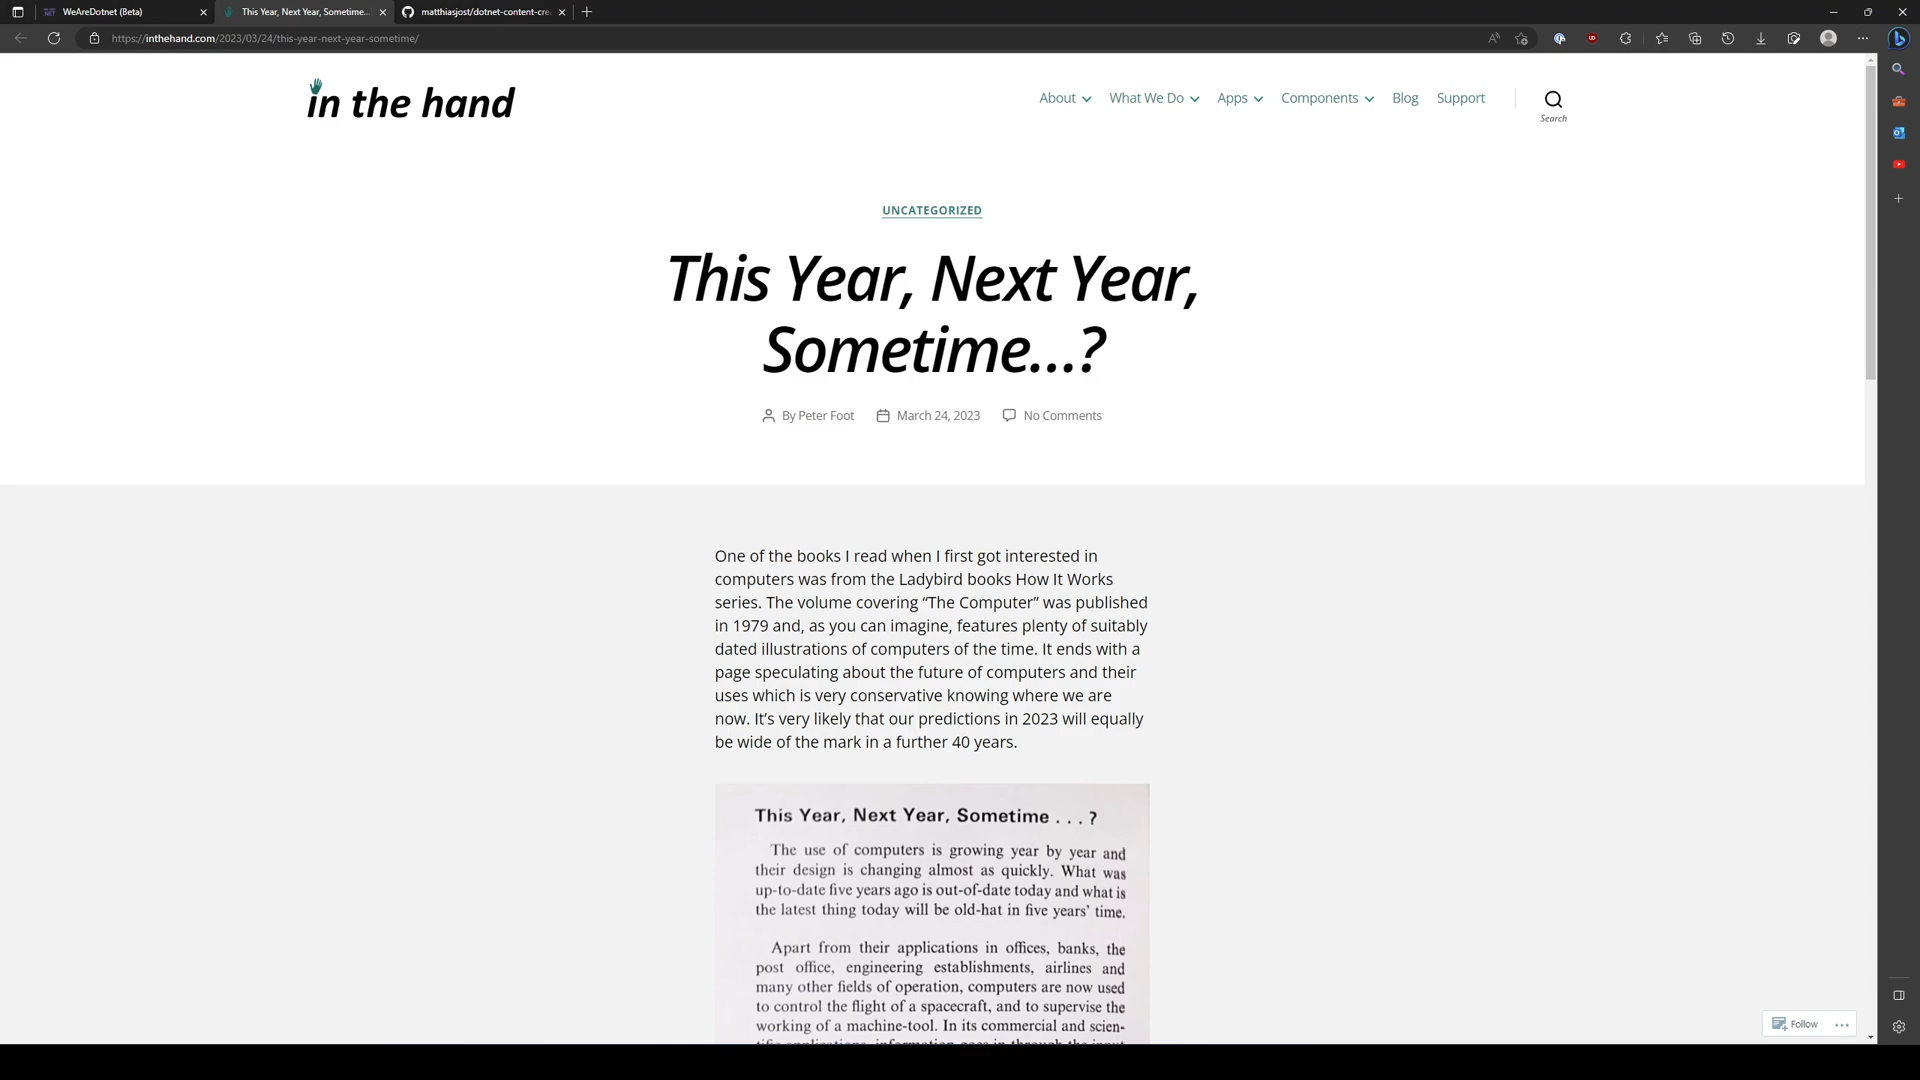 WeAreDotnet (Beta)
This Year, Next Year, Sometime...
matthiasjost/dotnet-content-cre
https://inthehand.com/2023/03/24/this-year-next-year-sometime/
in the hand
About
What We Do
Apps
Components
Blog
Support
Search
UNCATEGORIZED
This Year, Next Year,
Sometime...?
By Peter Foot
March 24, 2023
No Comments
One of the books I read when I first got interested in
computers was from the Ladybird books How It Works
series. The volume covering “The Computer” was published
in 1979 and, as you can imagine, features plenty of suitably
dated illustrations of computers of the time. It ends with a
page speculating about the future of computers and their
uses which is very conservative knowing where we are
now. It’s very likely that our predictions in 2023 will equally
be wide of the mark in a further 40 years.
This Year, Next Year, Sometime . . . ?
The use of computers is growing year by year and
their design is changing almost as quickly. What was
up-to-date five years ago is out-of-date today and what is
the latest thing today will be old-hat in five years’ time.
Apart from their applications in offices, banks, the
post office, engineering establishments, airlines and
many other fields of operation, computers are now used
to control the flight of a spacecraft, and to supervise the
working of a machine-tool. In its commercial and scien-
Follow